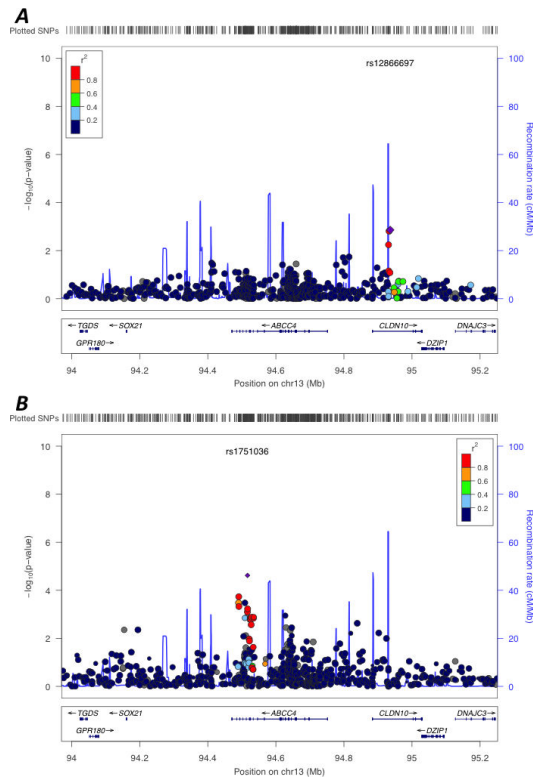 A
Plotted SNPs
rs12866697
r²
0.8
0.6
0.4
0.2
10
8
6
4
2
0
−log₁₀(p−value)
100
80
60
40
20
0
Recombination rate (cM/Mb)
←TGDS
→SOX21
←ABCC4
CLDN10→
DNAJC3→
GPR180→
←DZIP1
94
94.2
94.4
94.6
94.8
95
95.2
Position on chr13 (Mb)
B
Plotted SNPs
rs1751036
r²
0.8
0.6
0.4
0.2
10
8
6
4
2
0
−log₁₀(p−value)
100
80
60
40
20
0
Recombination rate (cM/Mb)
←TGDS
←SOX21
←ABCC4
CLDN10→
DNAJC3→
GPR180→
←DZIP1
94
94.2
94.4
94.6
94.8
95
95.2
Position on chr13 (Mb)